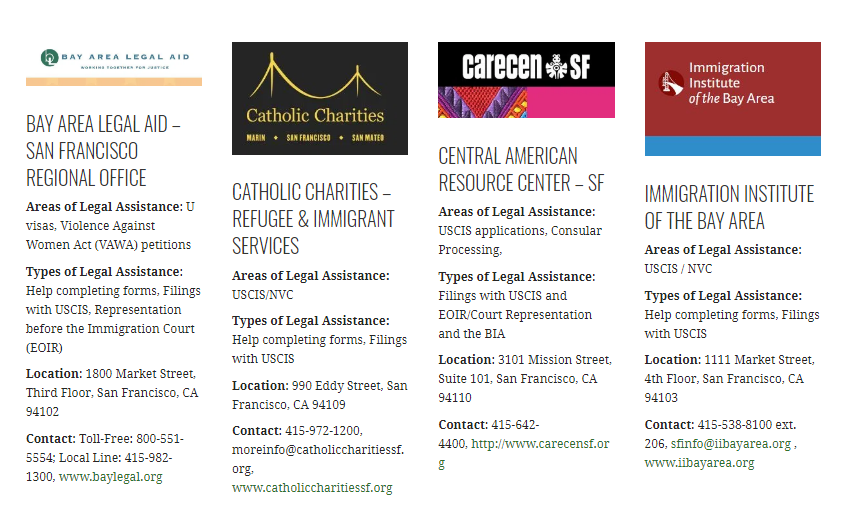 BAY AREA LEGAL AID
WORKING TOGETHER FOR JUSTICE
BAY AREA LEGAL AID –
SAN FRANCISCO
REGIONAL OFFICE
Areas of Legal Assistance: U
visas, Violence Against
Women Act (VAWA) petitions
Types of Legal Assistance:
Help completing forms, Filings
with USCIS, Representation
before the Immigration Court
(EOIR)
Location: 1800 Market Street,
Third Floor, San Francisco, CA
94102
Contact: Toll-Free: 800-551-
5554; Local Line: 415-982-
1300, www.baylegal.org
Catholic Charities
MARIN • SAN FRANCISCO • SAN MATEO
CATHOLIC CHARITIES –
REFUGEE & IMMIGRANT
SERVICES
Areas of Legal Assistance:
USCIS/NVC
Types of Legal Assistance:
Help completing forms, Filings
with USCIS
Location: 990 Eddy Street, San
Francisco, CA 94109
Contact: 415-972-1200,
moreinfo@catholiccharitiessf.
org,
www.catholiccharitiessf.org
carecen SF
CENTRAL AMERICAN
RESOURCE CENTER – SF
Areas of Legal Assistance:
USCIS applications, Consular
Processing,
Types of Legal Assistance:
Filings with USCIS and
EOIR/Court Representation
and the BIA
Location: 3101 Mission Street,
Suite 101, San Francisco, CA
94110
Contact: 415-642-
4400, http://www.carecensf.or
g
Immigration
Institute
of the Bay Area
IMMIGRATION INSTITUTE
OF THE BAY AREA
Areas of Legal Assistance:
USCIS / NVC
Types of Legal Assistance:
Help completing forms, Filings
with USCIS
Location: 1111 Market Street,
4th Floor, San Francisco, CA
94103
Contact: 415-538-8100 ext.
206, sfinfo@iibayarea.org ,
www.iibayarea.org